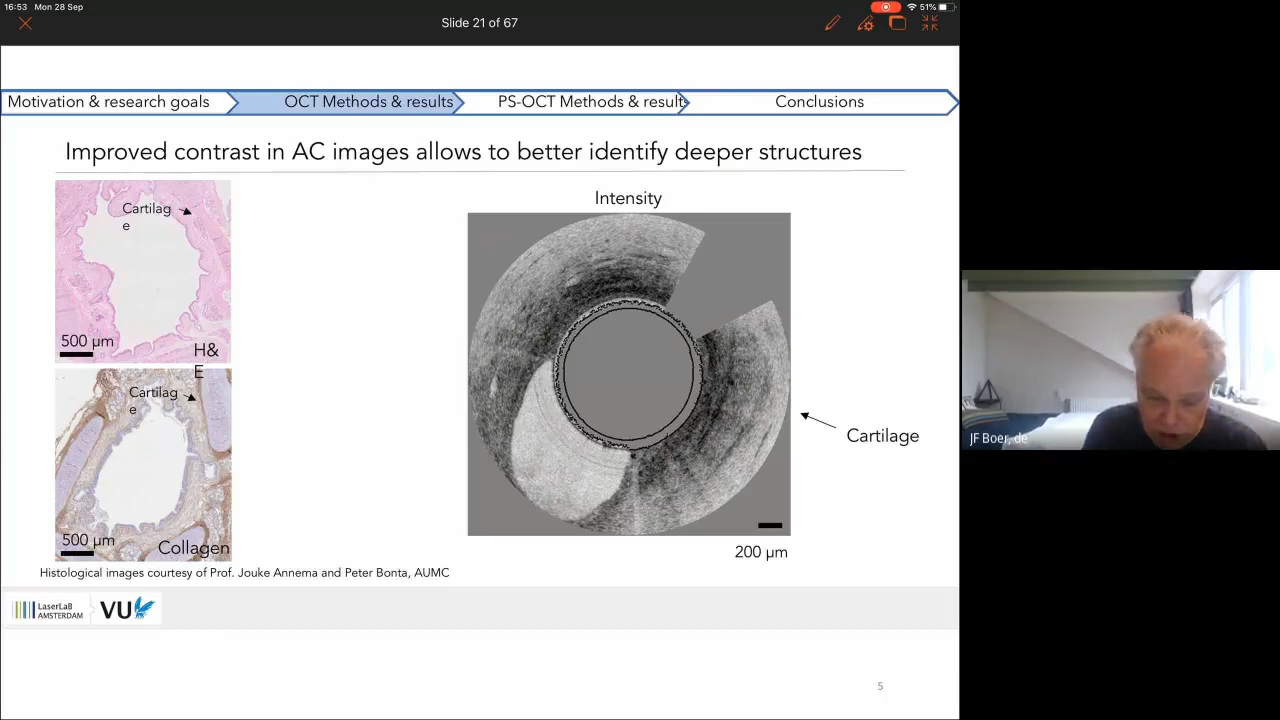 16:53 Mon 28 Sep
51%
Slide 21 of 67
Motivation & research goals
OCT Methods & results
PS-OCT Methods & results
Conclusions
Improved contrast in AC images allows to better identify deeper structures
Cartilag
e
500 μm
H&
E
Cartilag
e
500 μm
Collagen
Intensity
Cartilage
200 μm
Histological images courtesy of Prof. Jouke Annema and Peter Bonta, AUMC
LaserLaB
AMSTERDAM
VU
5
JF Boer, de